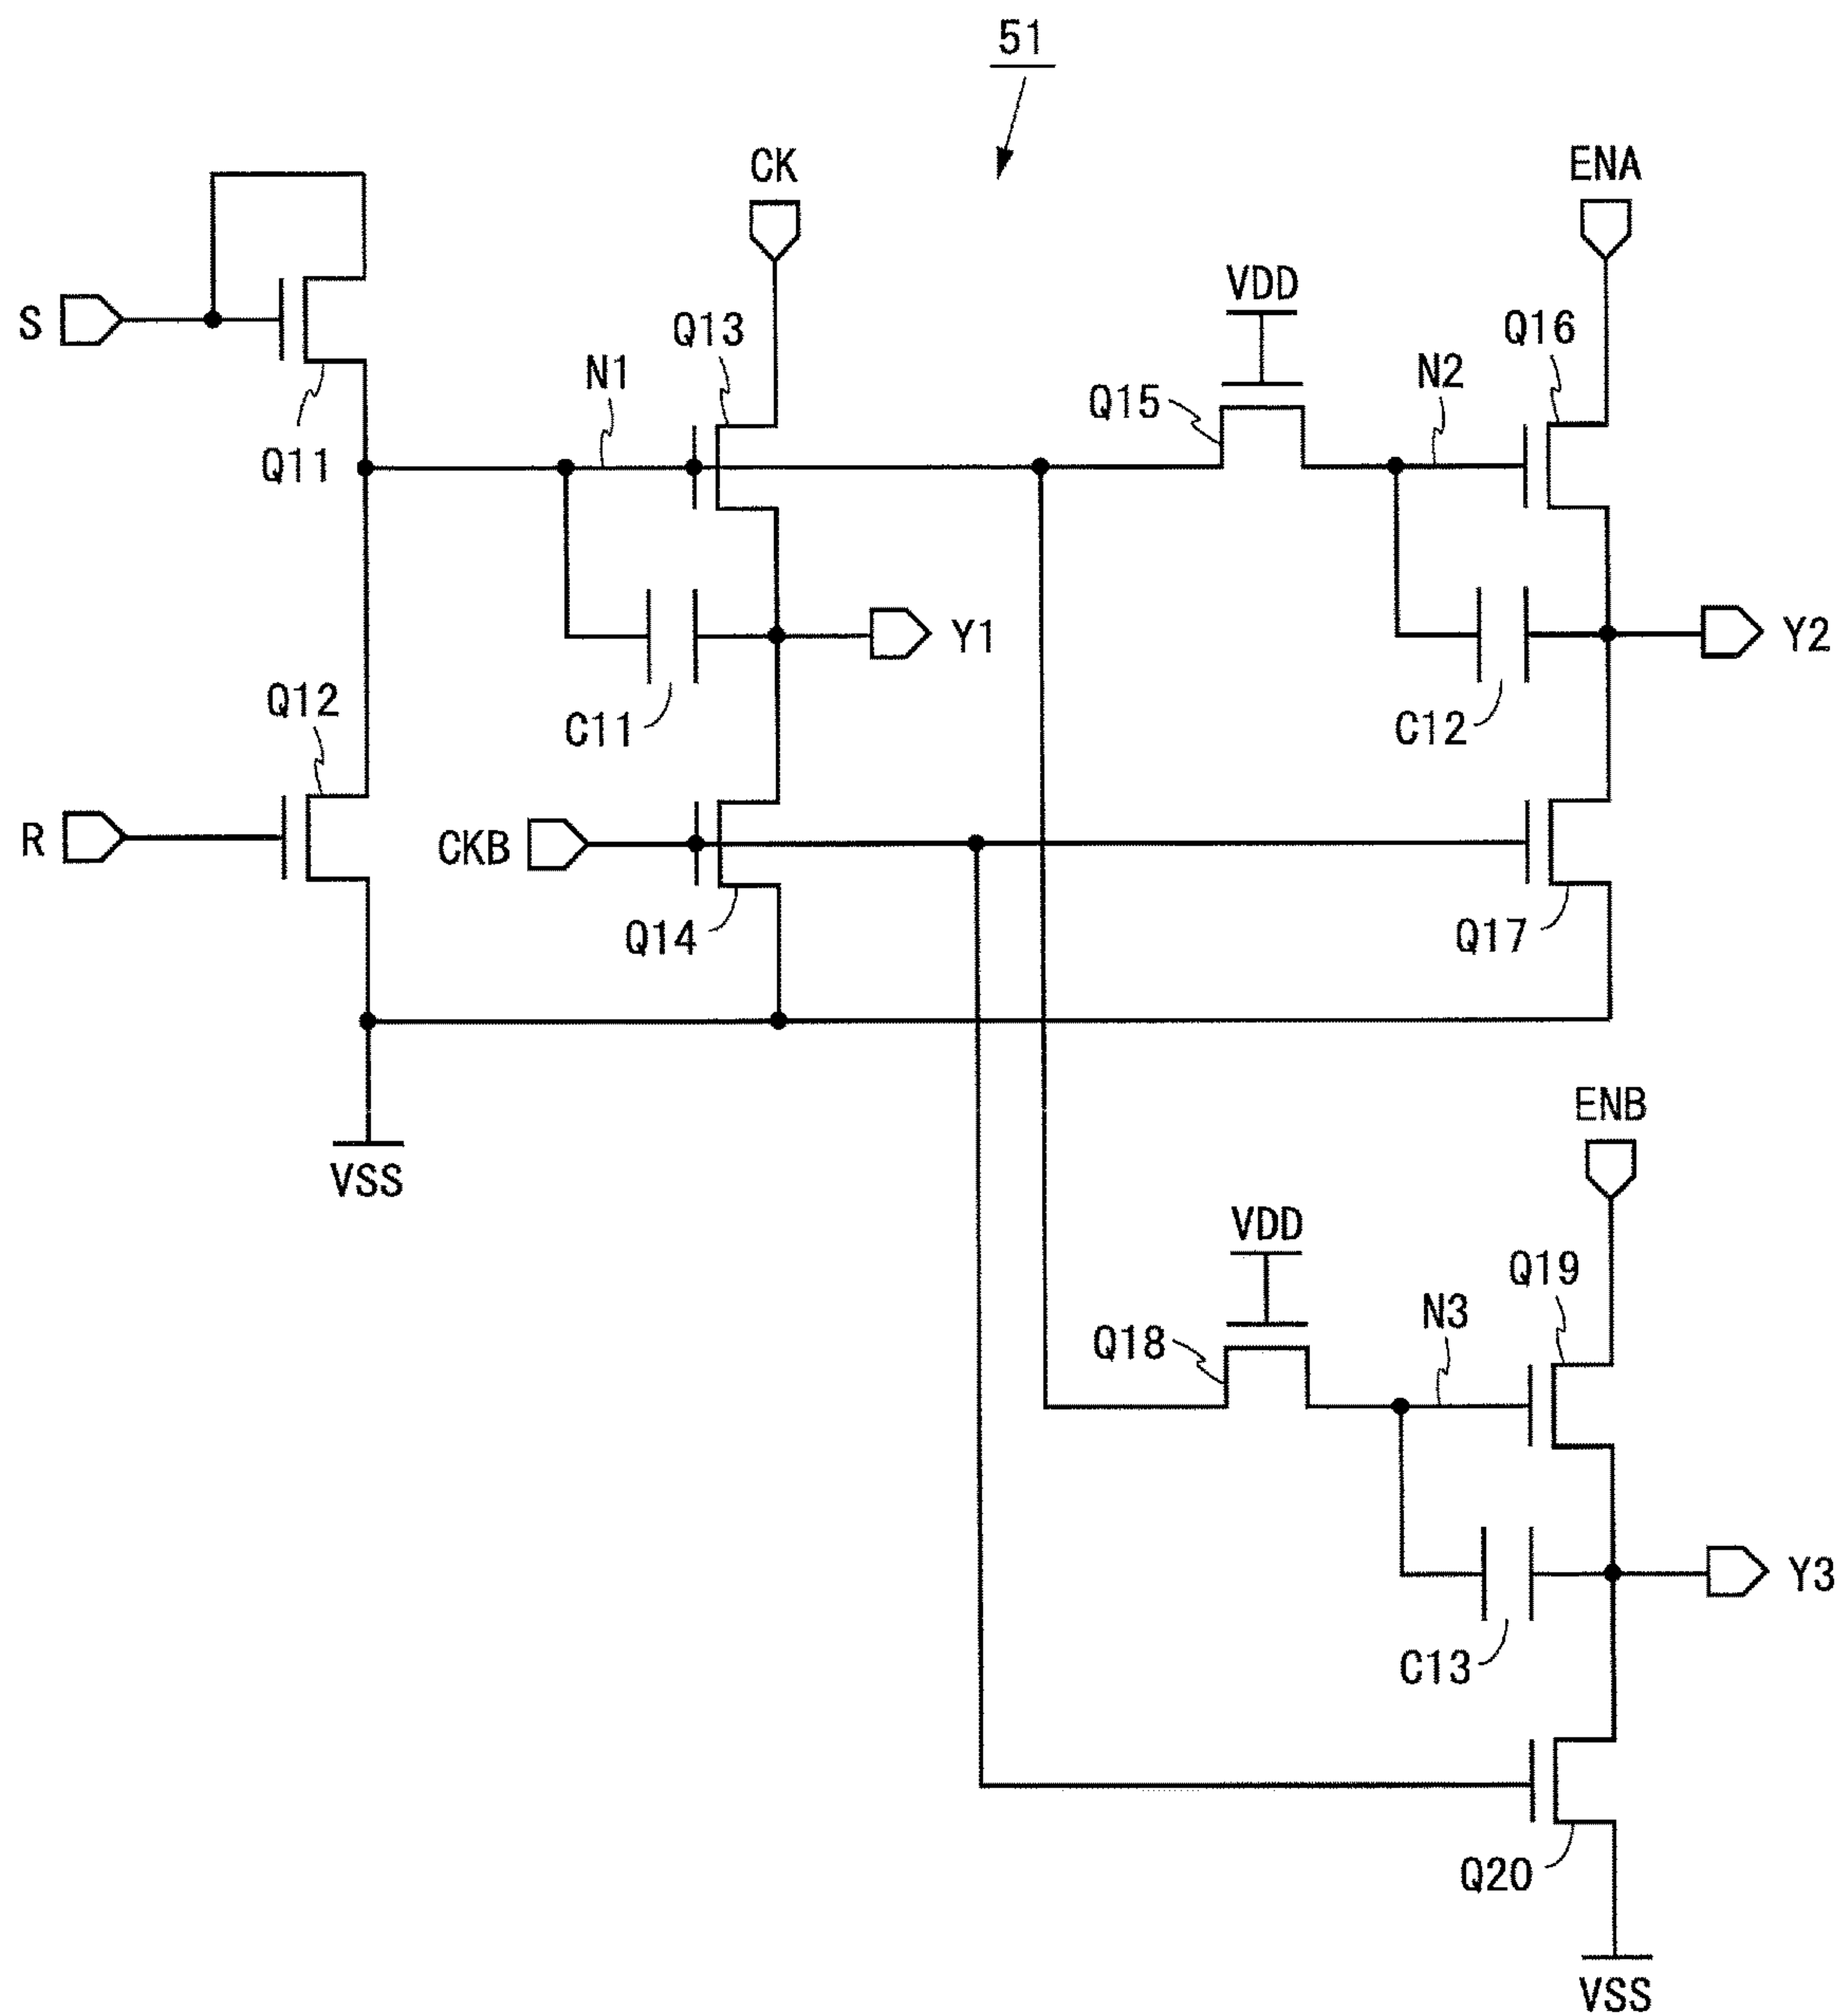 51
CK
ENA
S
VDD
Q13
Q16
N1
Q15
N2
Q11
Y1
Y2
Q12
C11
C12
R
CKB
Q14
Q17
ENB
VSS
VDD
Q19
N3
Q18
Y3
C13
Q20
VSS